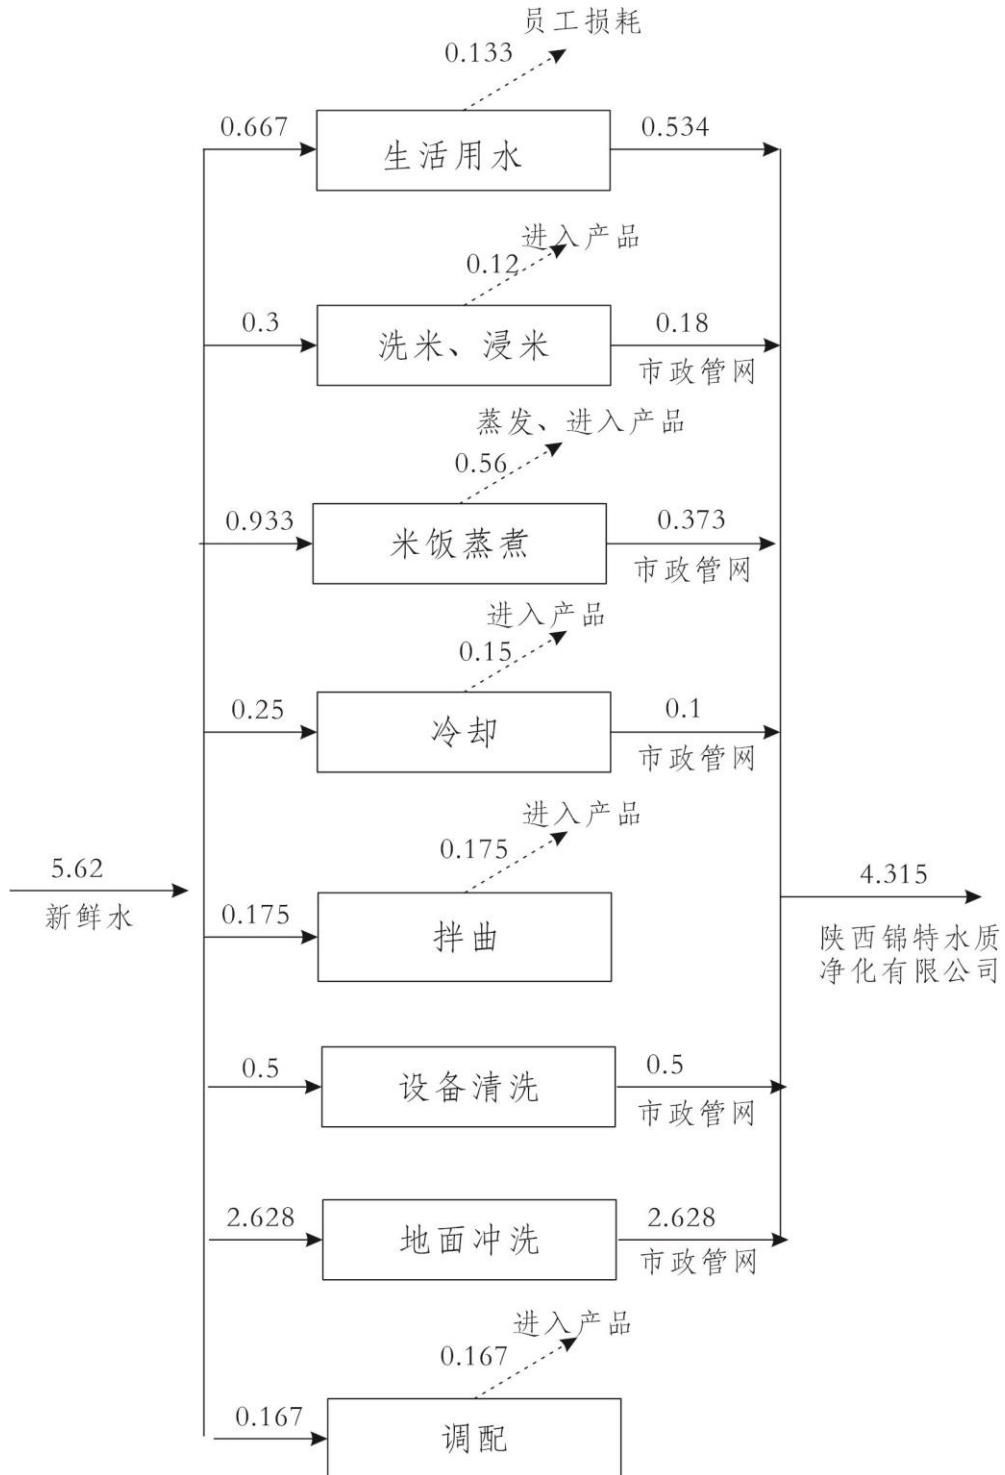 员工损耗
0.133
0.667
生活用水
0.534
进入产品
0.12
0.3
洗米、浸米
0.18
市政管网
蒸发、进入产品
0.56
0.933
米饭蒸煮
0.373
市政管网
进入产品
0.15
0.25
冷却
0.1
市政管网
进入产品
0.175
5.62
新鲜水
0.175
拌曲
4.315
陕西锦特水质
净化有限公司
0.5
设备清洗
0.5
市政管网
2.628
地面冲洗
2.628
市政管网
进入产品
0.167
0.167
调配